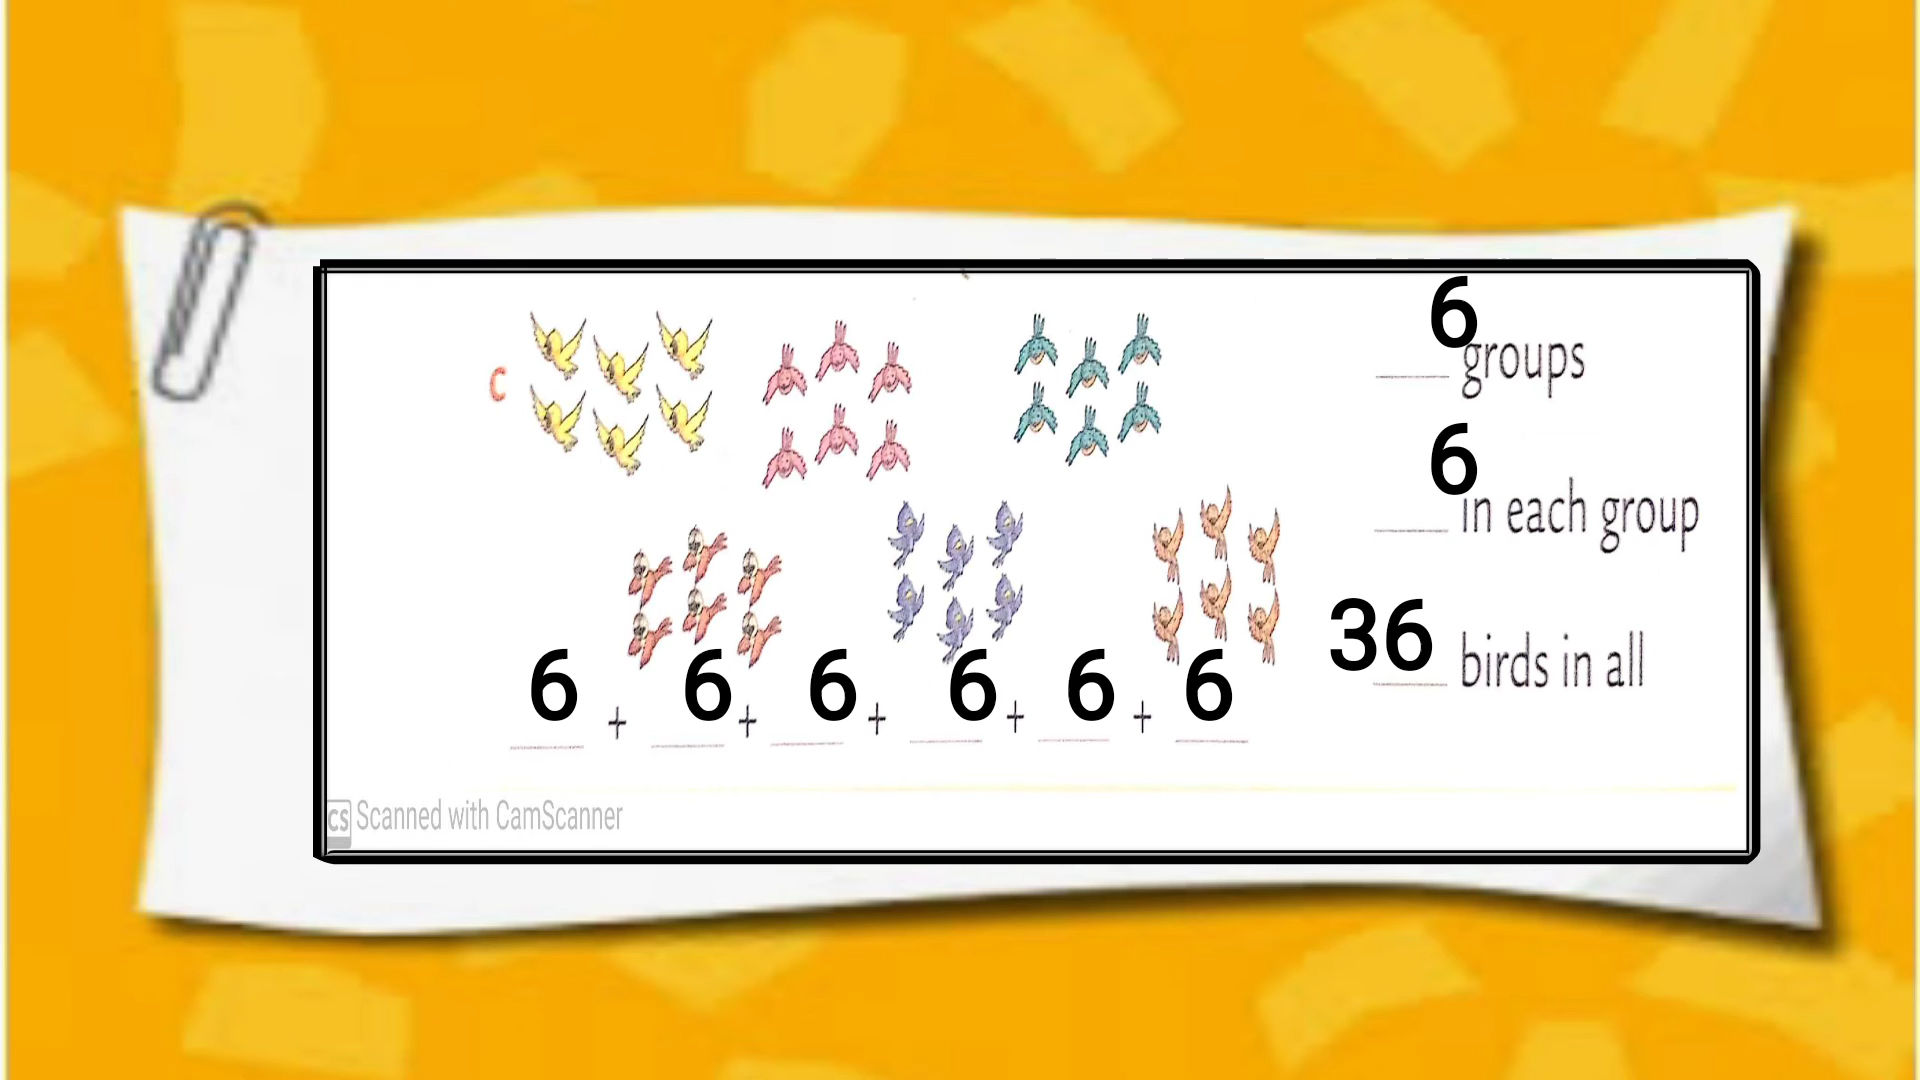 c
6
groups
6
in each group
36
birds in all
6 + 6 + 6 + 6 + 6 + 6
CS Scanned with CamScanner